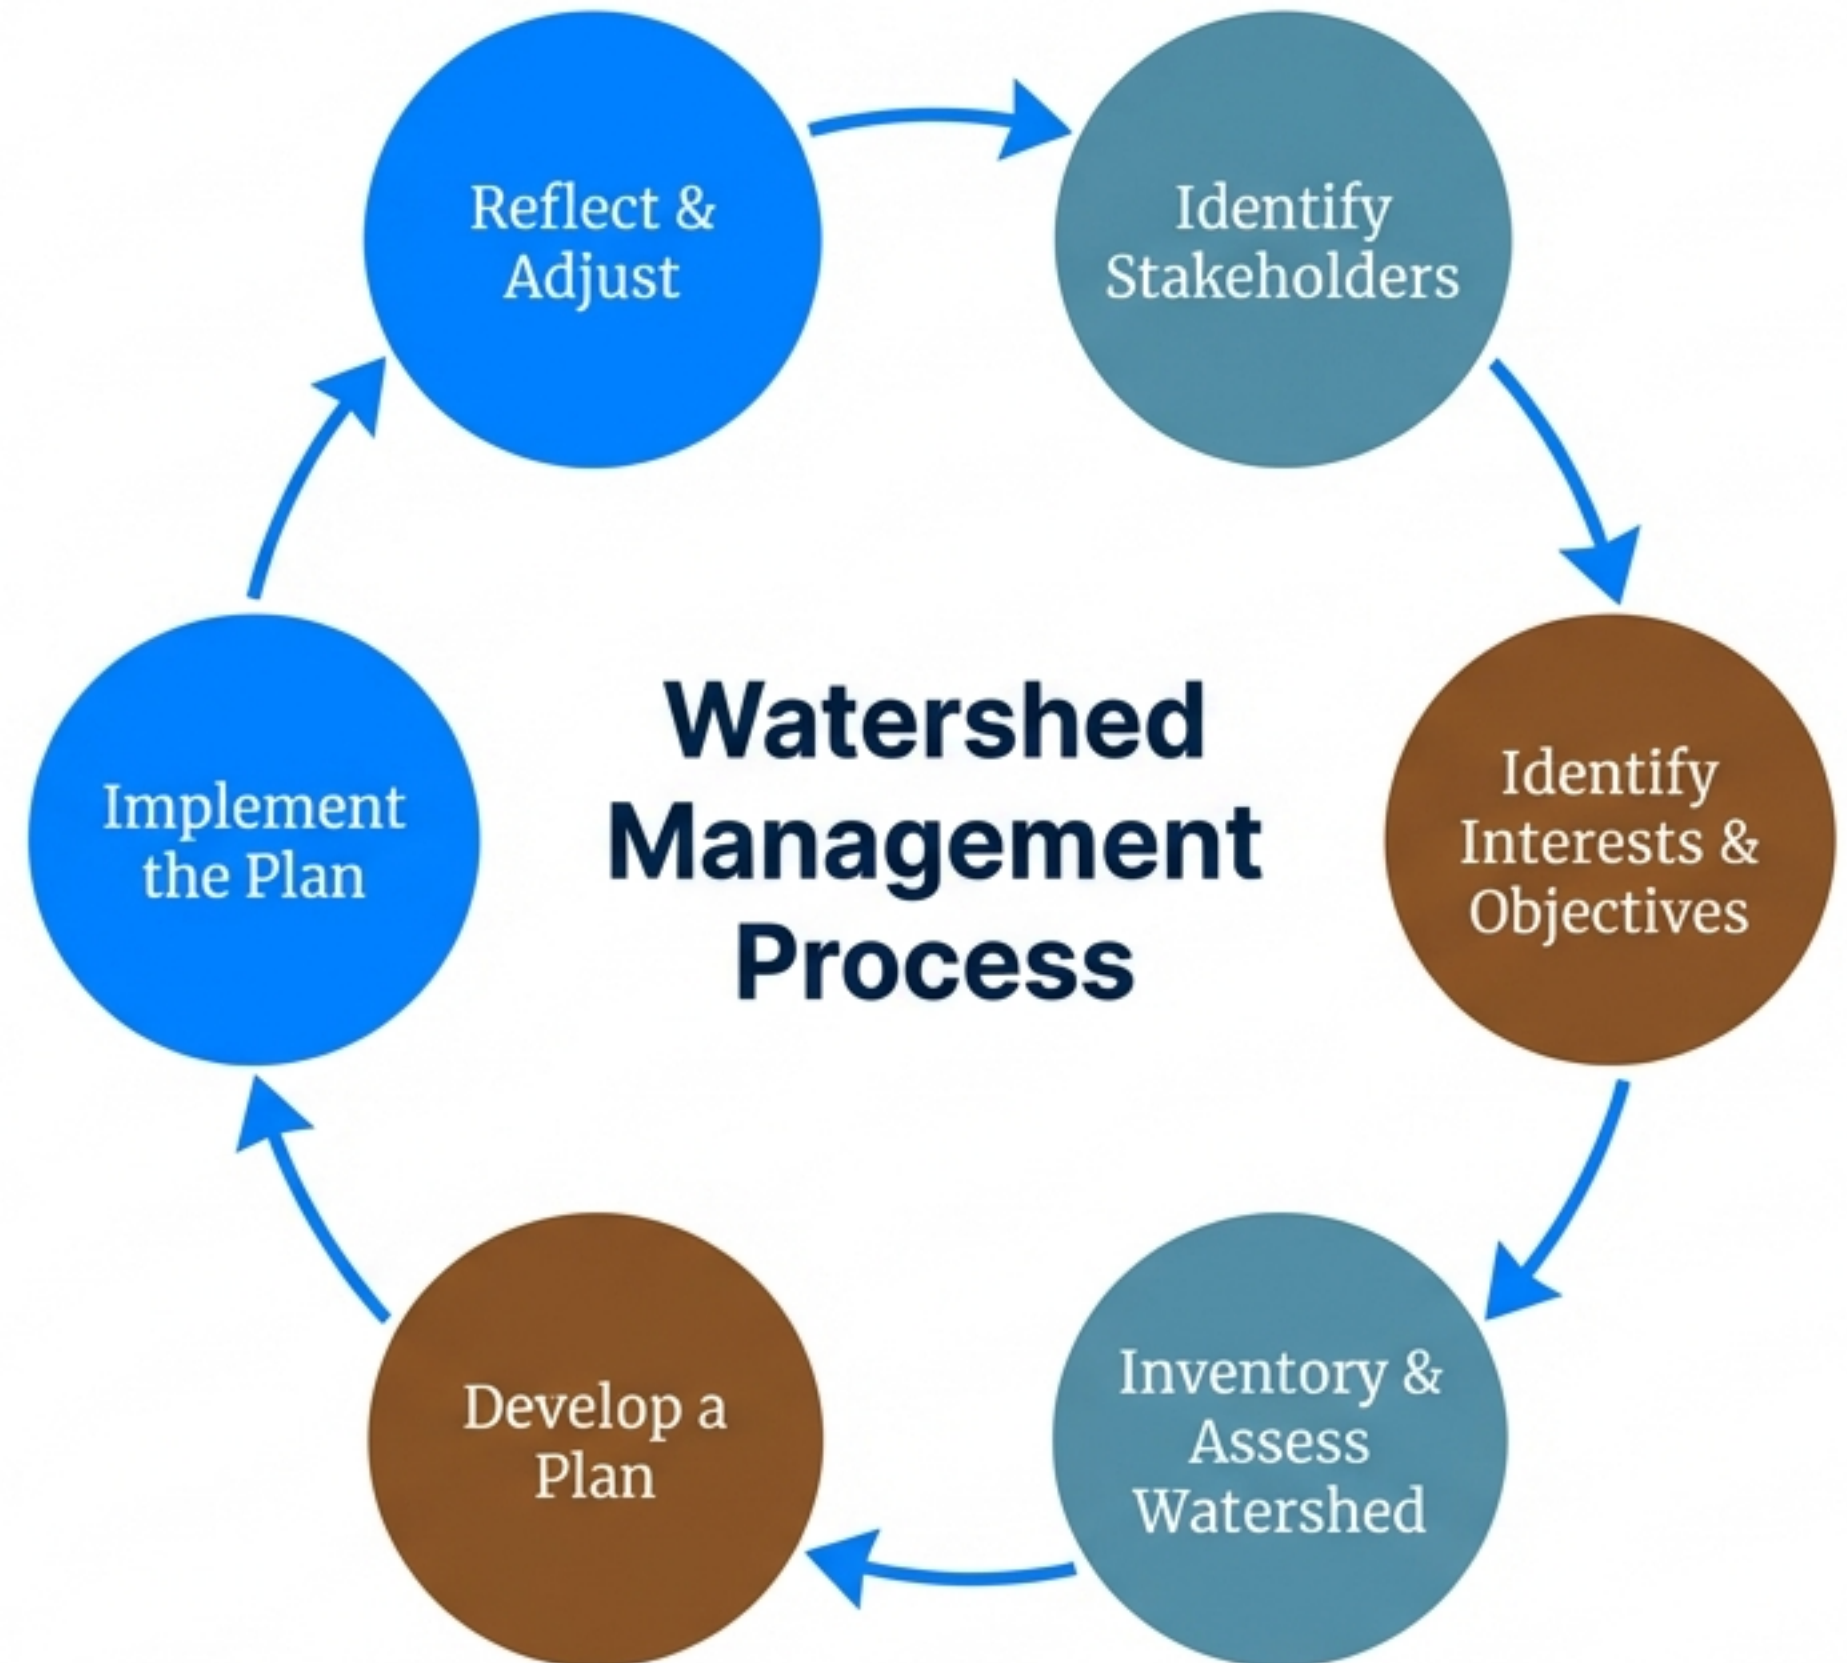 Reflect &
Adjust
Identify
Stakeholders
Identify
Interests &
Objectives
Inventory &
Assess
Watershed
Develop a
Plan
Implement
the Plan
Watershed
Management
Process